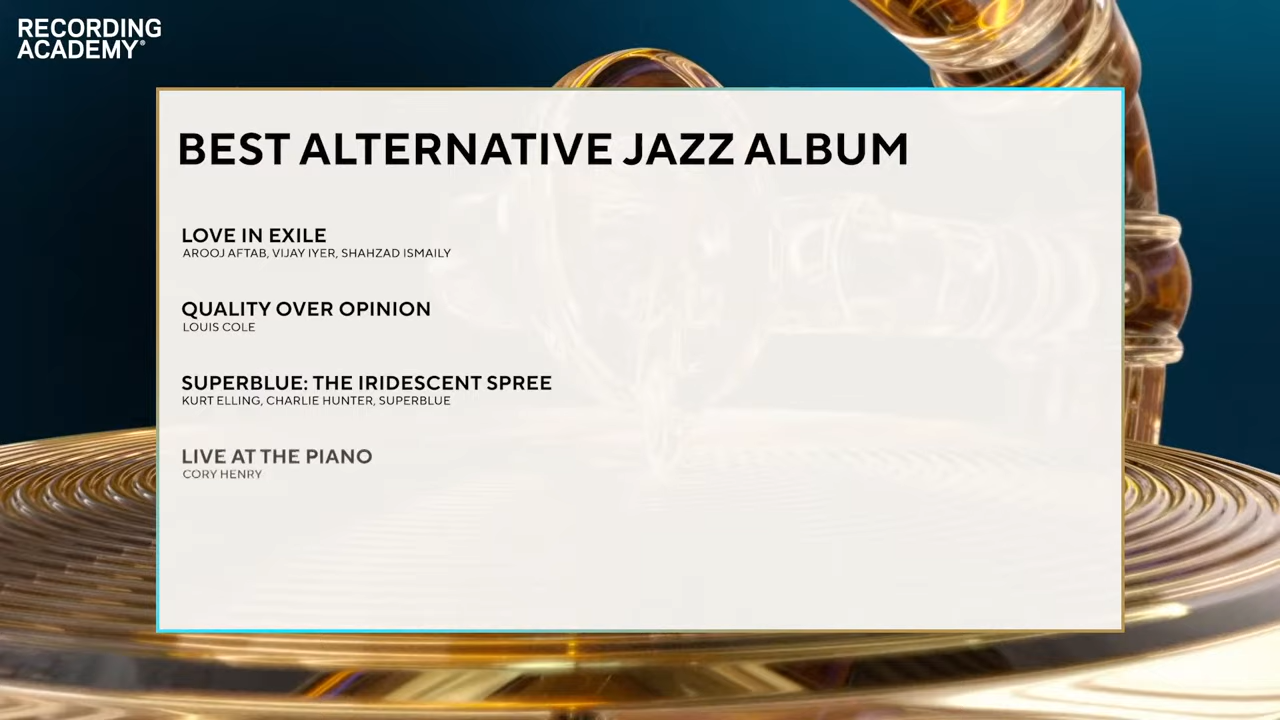 RECORDING
ACADEMY®
BEST ALTERNATIVE JAZZ ALBUM
LOVE IN EXILE
AROOJ AFTAB, VIJAY IYER, SHAHZAD ISMAILY
QUALITY OVER OPINION
LOUIS COLE
SUPERBLUE: THE IRIDESCENT SPREE
KURT ELLING, CHARLIE HUNTER, SUPERBLUE
LIVE AT THE PIANO
CORY HENRY